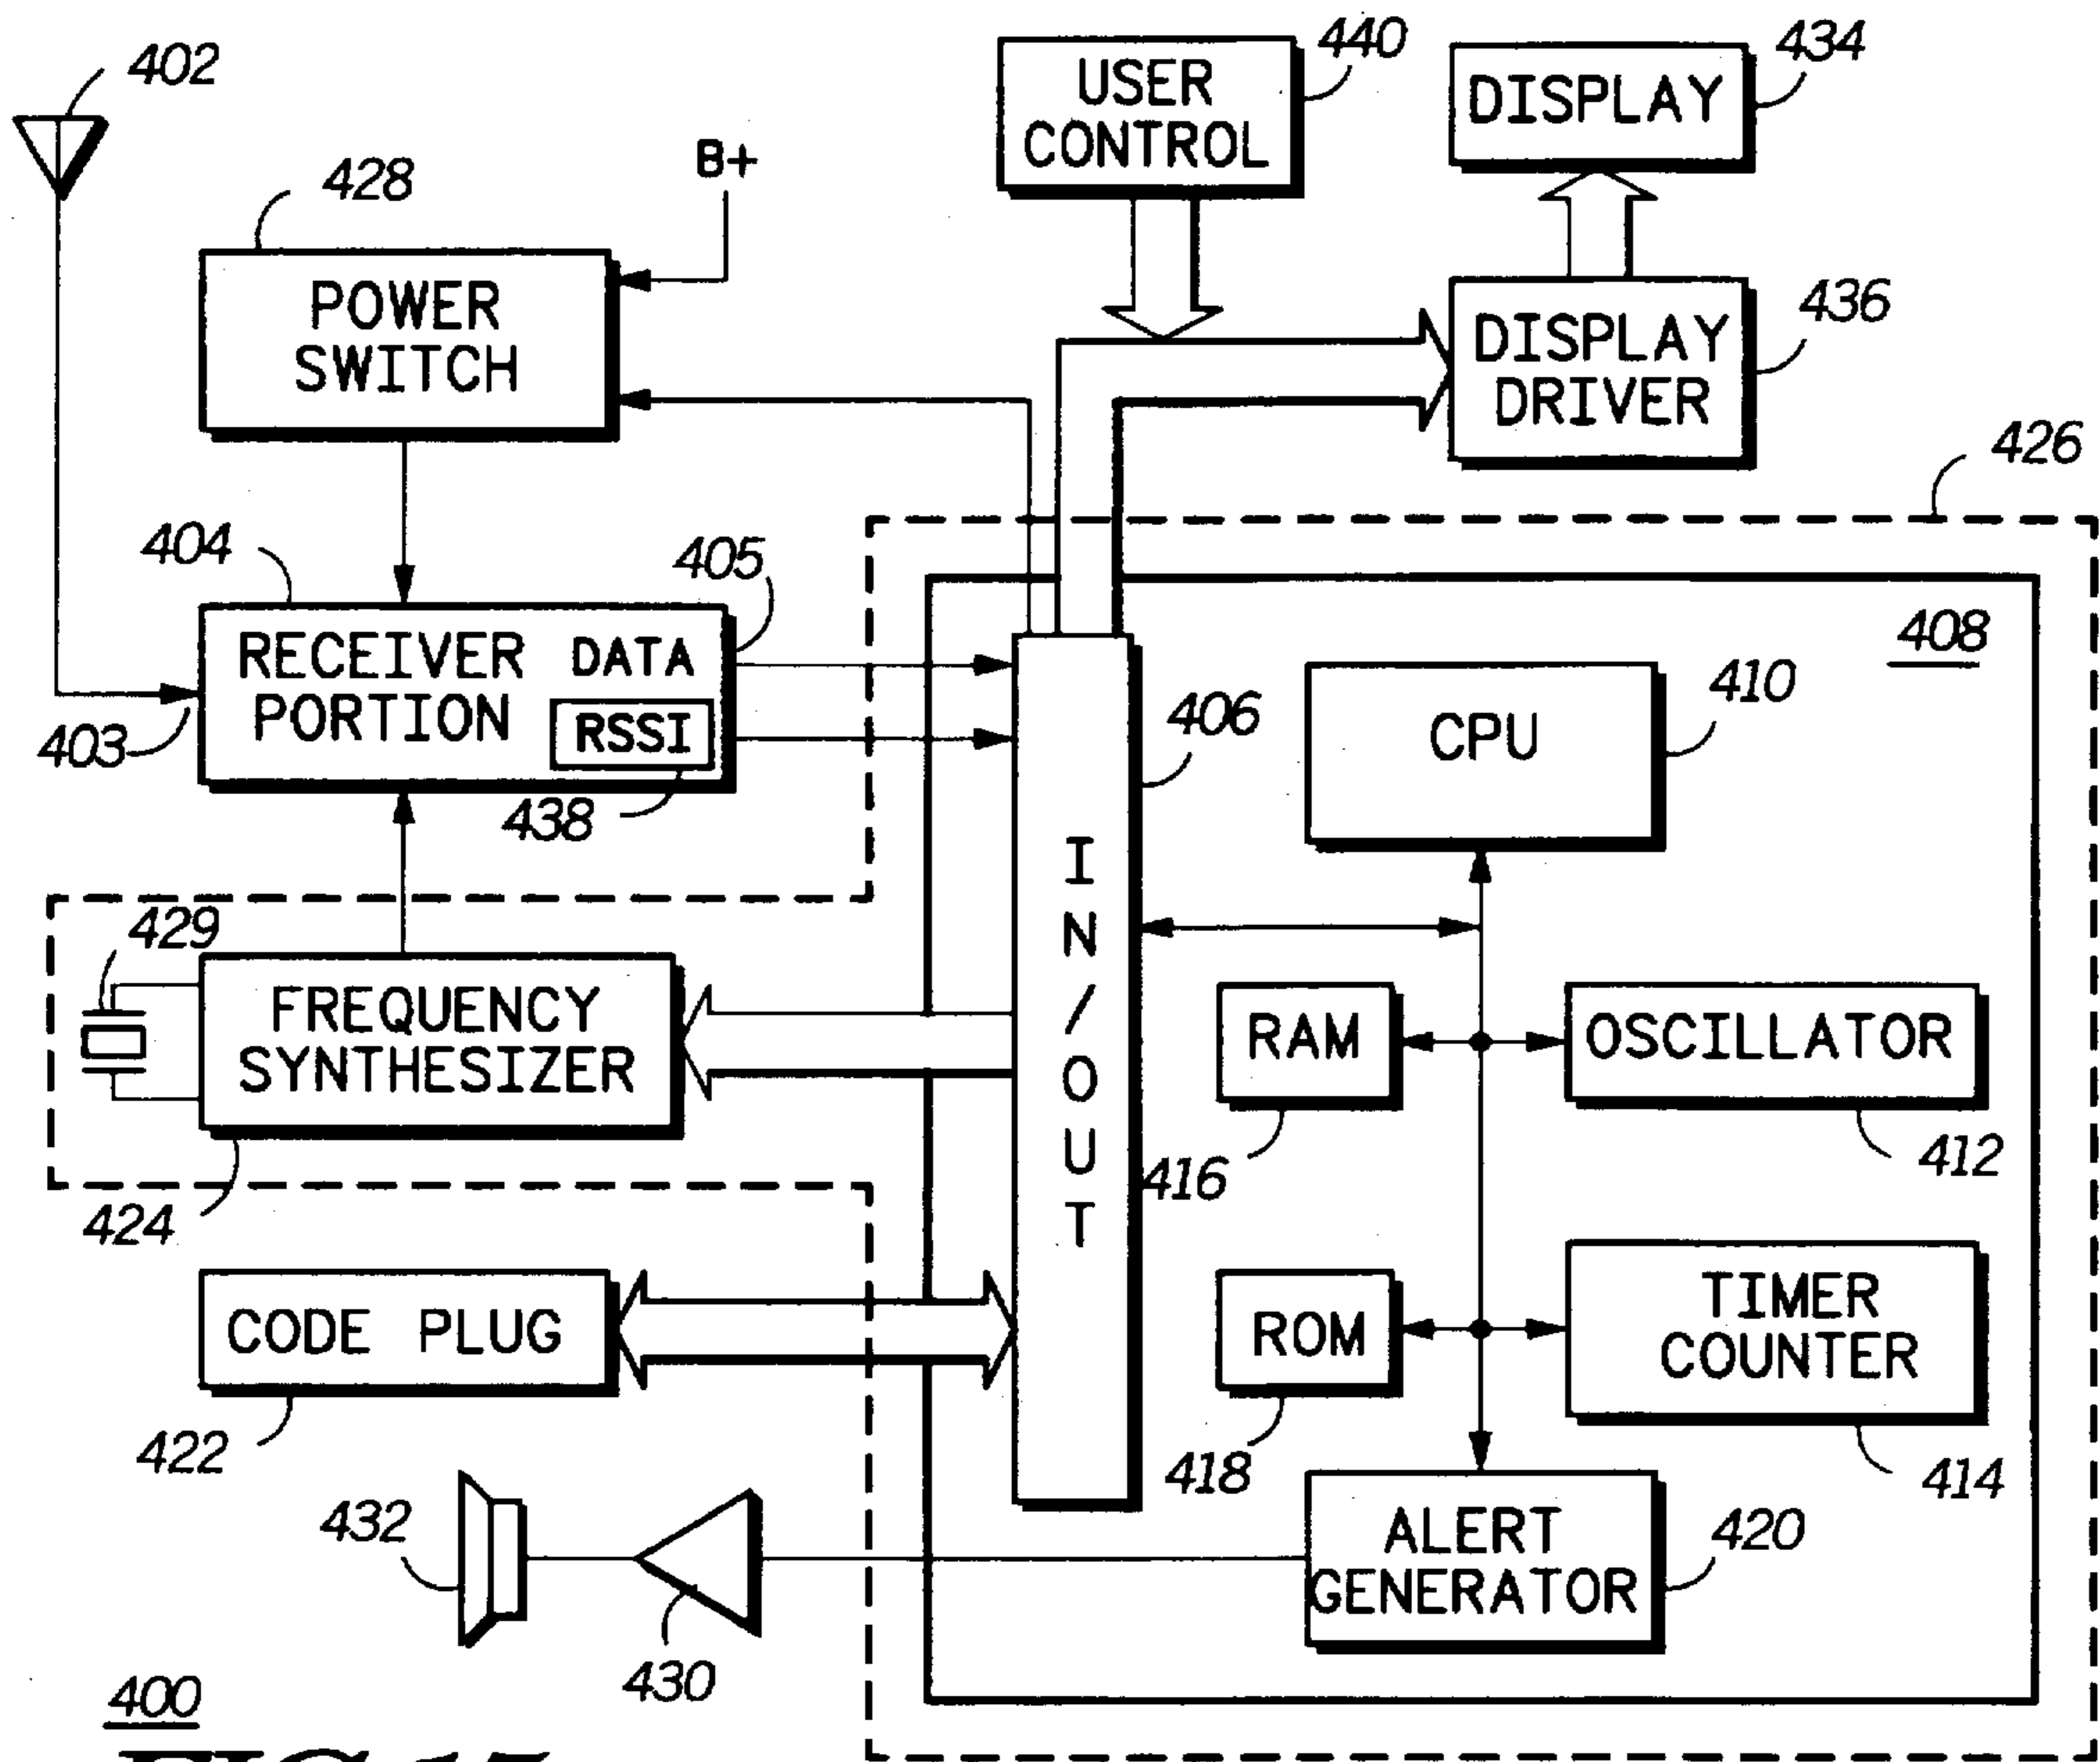 402
428
B+
USER
CONTROL
440
DISPLAY
434
POWER
SWITCH
DISPLAY
DRIVER
436
426
404
405
RECEIVER
PORTION
DATA
RSSI
403
438
408
CPU
410
406
IN/OUT
429
FREQUENCY
SYNTHESIZER
424
RAM
416
OSCILLATOR
412
CODE PLUG
422
ROM
418
TIMER
COUNTER
414
432
430
ALERT
GENERATOR
420
400